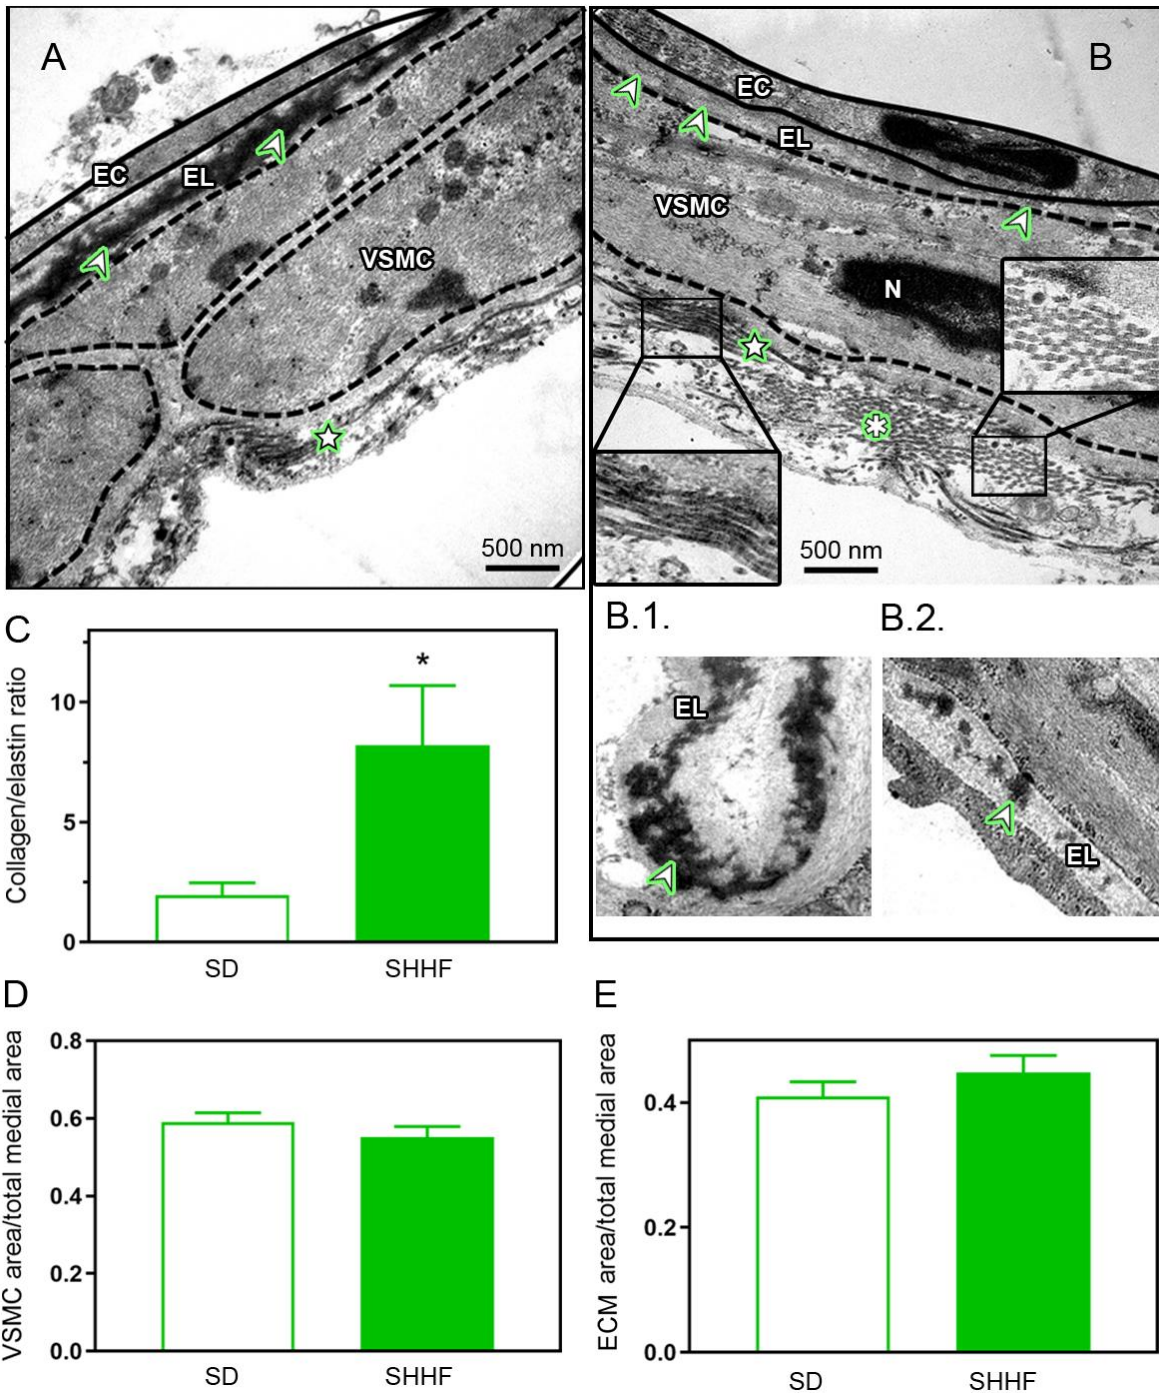 A
EC
EL
VSMC
500 nm
B
EC
EL
VSMC
N
500 nm
B.1.
EL
B.2.
EL
C
Collagen/elastin ratio
10
5
0
*
SD
SHHF
D
VSMC area/total medial area
0.8
0.6
0.4
0.2
0.0
SD
SHHF
E
ECM area/total medial area
0.4
0.2
0.0
SD
SHHF